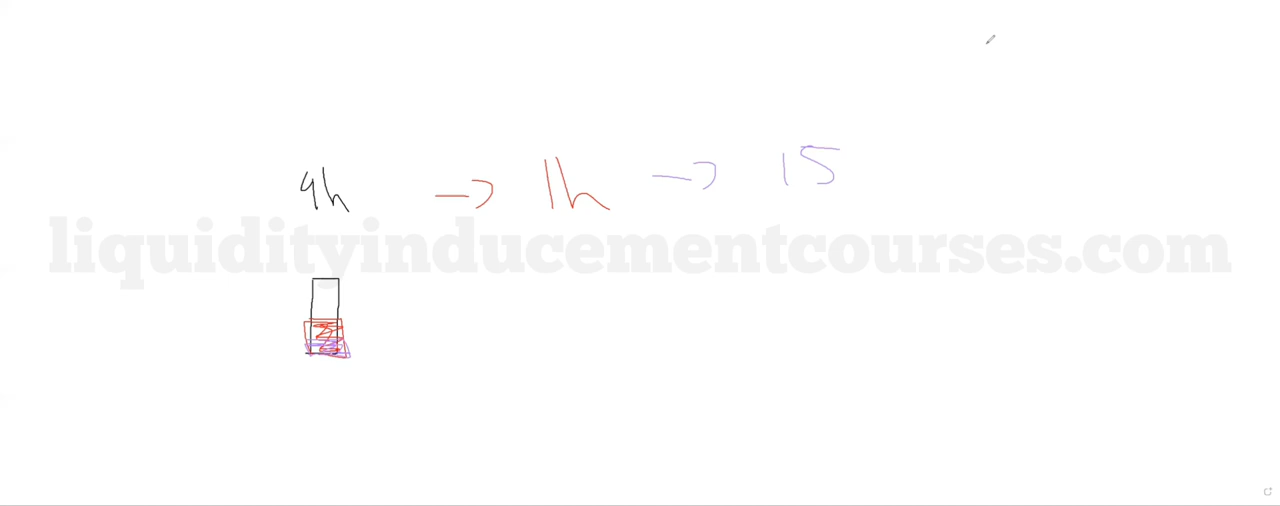 4h → 1h → 15
liquidityinducementcourses.com